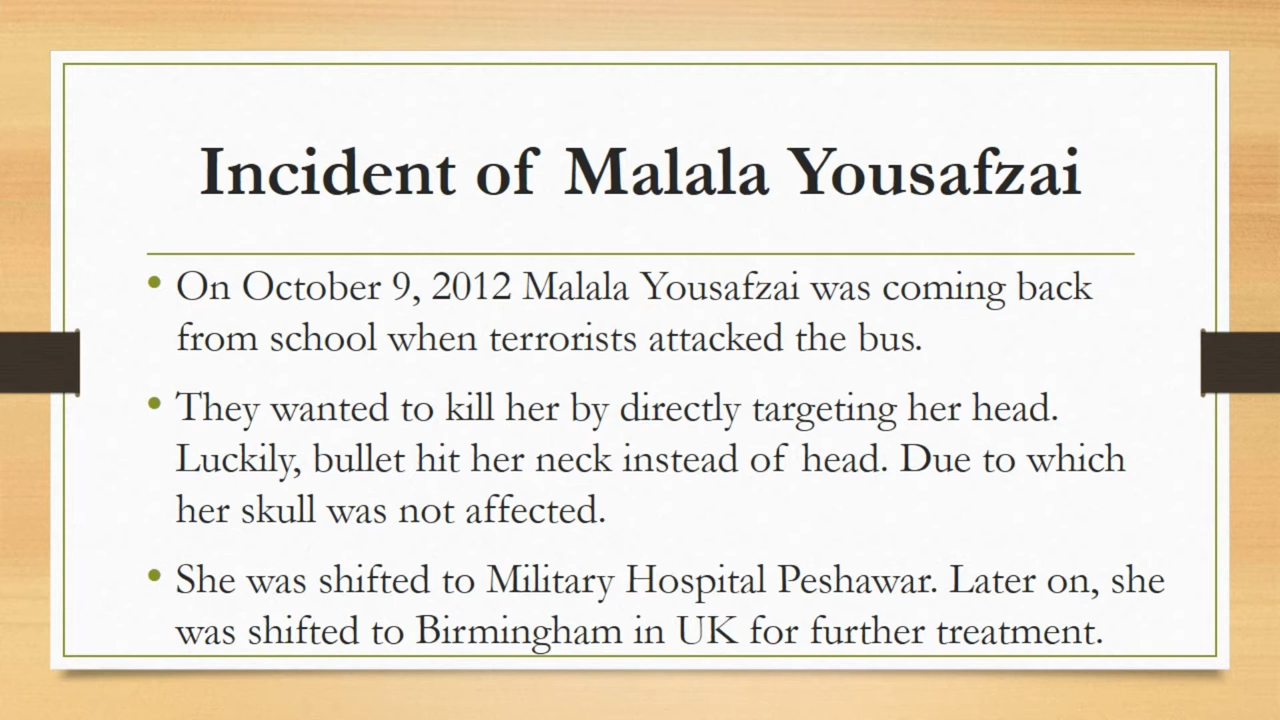 Incident of Malala Yousafzai
• On October 9, 2012 Malala Yousafzai was coming back
from school when terrorists attacked the bus.
• They wanted to kill her by directly targeting her head.
Luckily, bullet hit her neck instead of head. Due to which
her skull was not affected.
• She was shifted to Military Hospital Peshawar. Later on, she
was shifted to Birmingham in UK for further treatment.